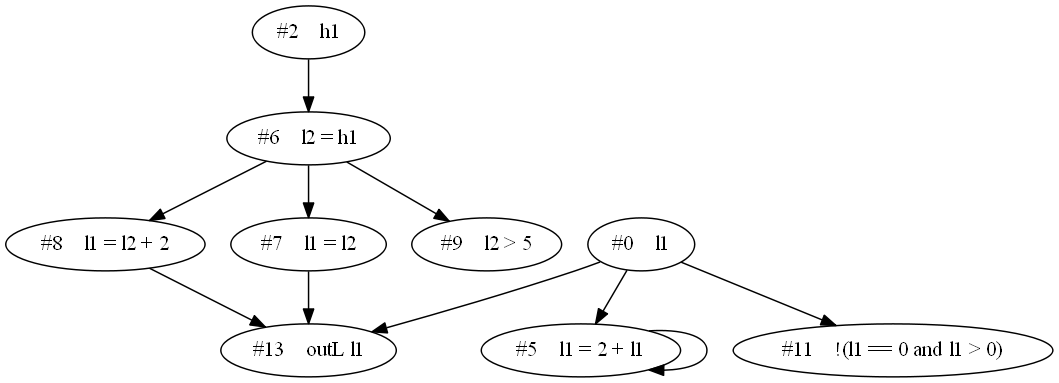 #2 h1
#6 l2 = h1
#8 l1 = l2 + 2
#7 l1 = l2
#9 l2 > 5
#0 l1
#13 outL l1
#5 l1 = 2 + l1
#11 !(l1 == 0 and l1 > 0)